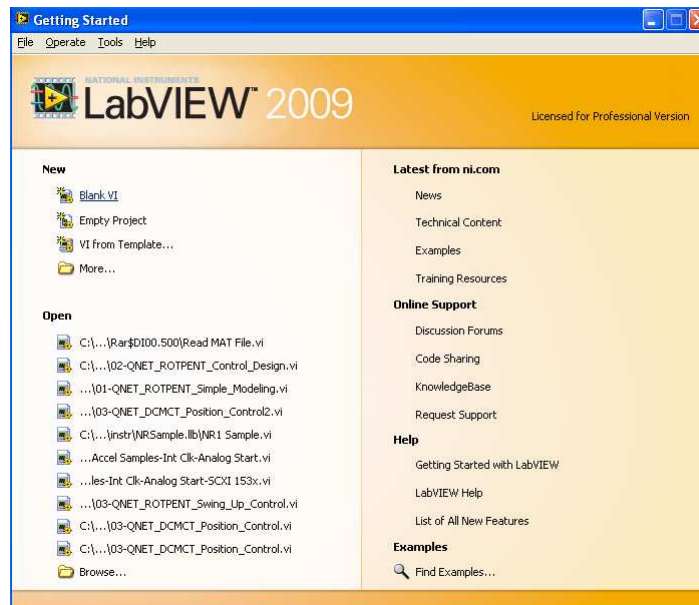 Getting Started
File Operate Tools Help
NATIONAL INSTRUMENTS
LabVIEW™ 2009
Licensed for Professional Version
New
Blank VI
Empty Project
VI from Template...
More...
Open
C:\...\Rar$DI00.500\Read MAT File.vi
C:\...\02-QNET_ROTPENT_Control_Design.vi
...\01-QNET_ROTPENT_Simple_Modeling.vi
...\03-QNET_DCMCT_Position_Control2.vi
C:\...\instr\NRSample.llb\NR1 Sample.vi
...Accel Samples-Int Clk-Analog Start.vi
...les-Int Clk-Analog Start-SCXI 153x.vi
...\03-QNET_ROTPENT_Swing_Up_Control.vi
C:\...\03-QNET_DCMCT_Position_Control.vi
C:\...\03-QNET_DCMCT_Position_Control.vi
Browse...
Latest from ni.com
News
Technical Content
Examples
Training Resources
Online Support
Discussion Forums
Code Sharing
KnowledgeBase
Request Support
Help
Getting Started with LabVIEW
LabVIEW Help
List of All New Features
Examples
Find Examples...